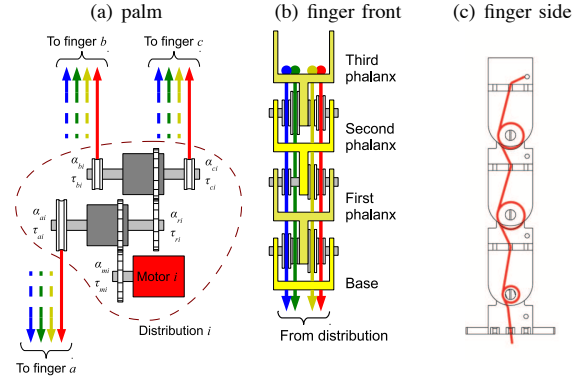 (a) palm
To finger b
To finger c
α_bi
τ_bi
α_ci
τ_ci
α_ai
τ_ai
α_ri
τ_ri
α_mi
τ_mi
Motor i
Distribution i
To finger a
(b) finger front
Third
phalanx
Second
phalanx
First
phalanx
Base
From distribution
(c) finger side